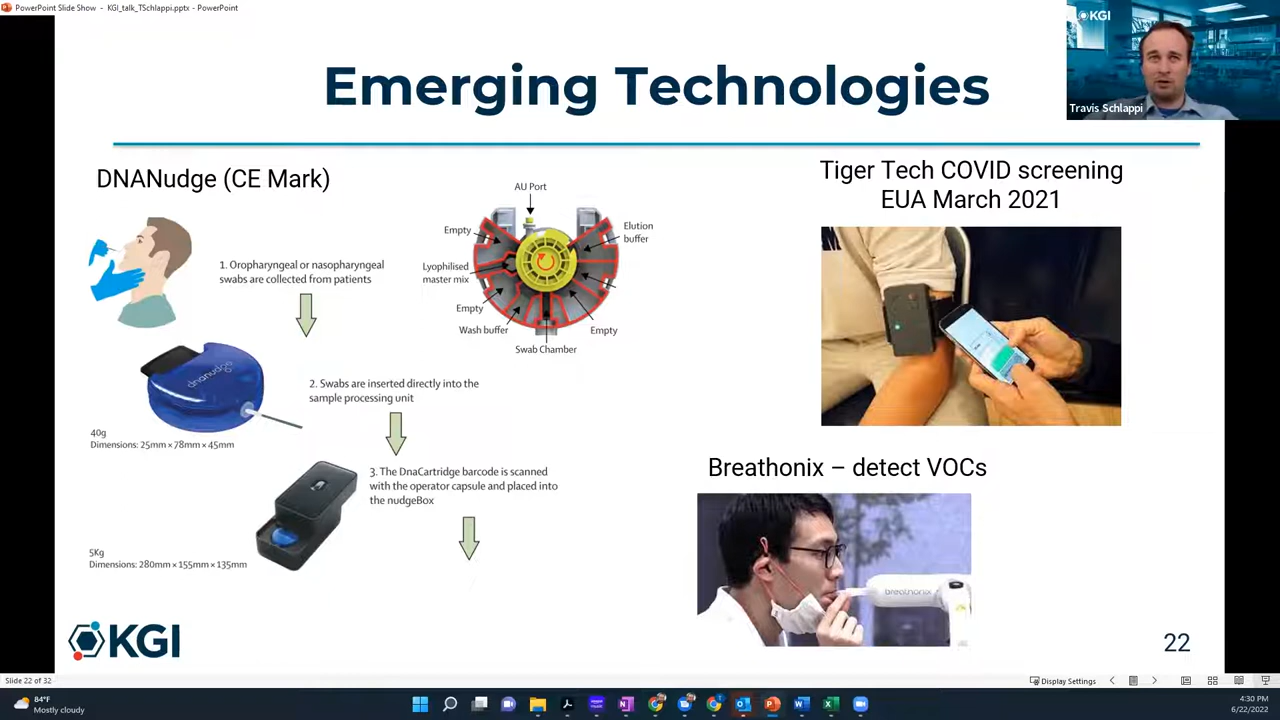 PowerPoint Slide Show - KGI_talk_TSchlappi.pptx - PowerPoint
KGI
Travis Schlappi
Emerging Technologies
DNANudge (CE Mark)
1. Oropharyngeal or nasopharyngeal
swabs are collected from patients
dnanudge
40g
Dimensions: 25mm × 78mm × 45mm
2. Swabs are inserted directly into the
sample processing unit
3. The DnaCartridge barcode is scanned
with the operator capsule and placed into
the nudgeBox
5Kg
Dimensions: 280mm × 155mm × 135mm
AU Port
Empty
Elution
buffer
Lyophilised
master mix
Empty
Wash buffer
Empty
Swab Chamber
Tiger Tech COVID screening
EUA March 2021
Breathonix – detect VOCs
breathonix
KGI
22
Slide 22 of 32
Display Settings
84°F
Mostly cloudy
4:30 PM
6/22/2022